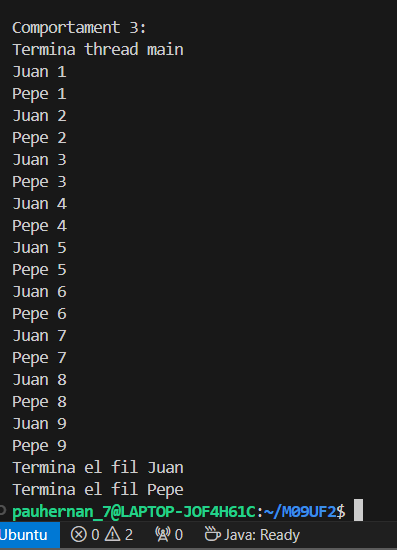 Comportament 3:
Termina thread main
Juan 1
Pepe 1
Juan 2
Pepe 2
Juan 3
Pepe 3
Juan 4
Pepe 4
Juan 5
Pepe 5
Juan 6
Pepe 6
Juan 7
Pepe 7
Juan 8
Pepe 8
Juan 9
Pepe 9
Termina el fil Juan
Termina el fil Pepe
pauhernan_7@LAPTOP-JOF4H61C:~/M09UF2$
Ubuntu 0 2 0 Java: Ready